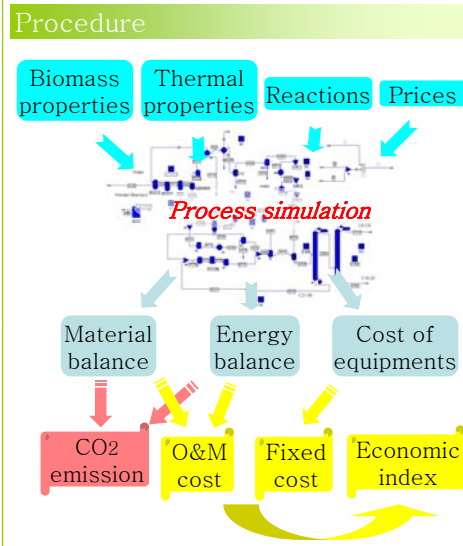 Procedure
Biomass
properties
Thermal
properties
Reactions
Prices
Process simulation
Material
balance
Energy
balance
Cost of
equipments
CO2
emission
O&M
cost
Fixed
cost
Economic
index